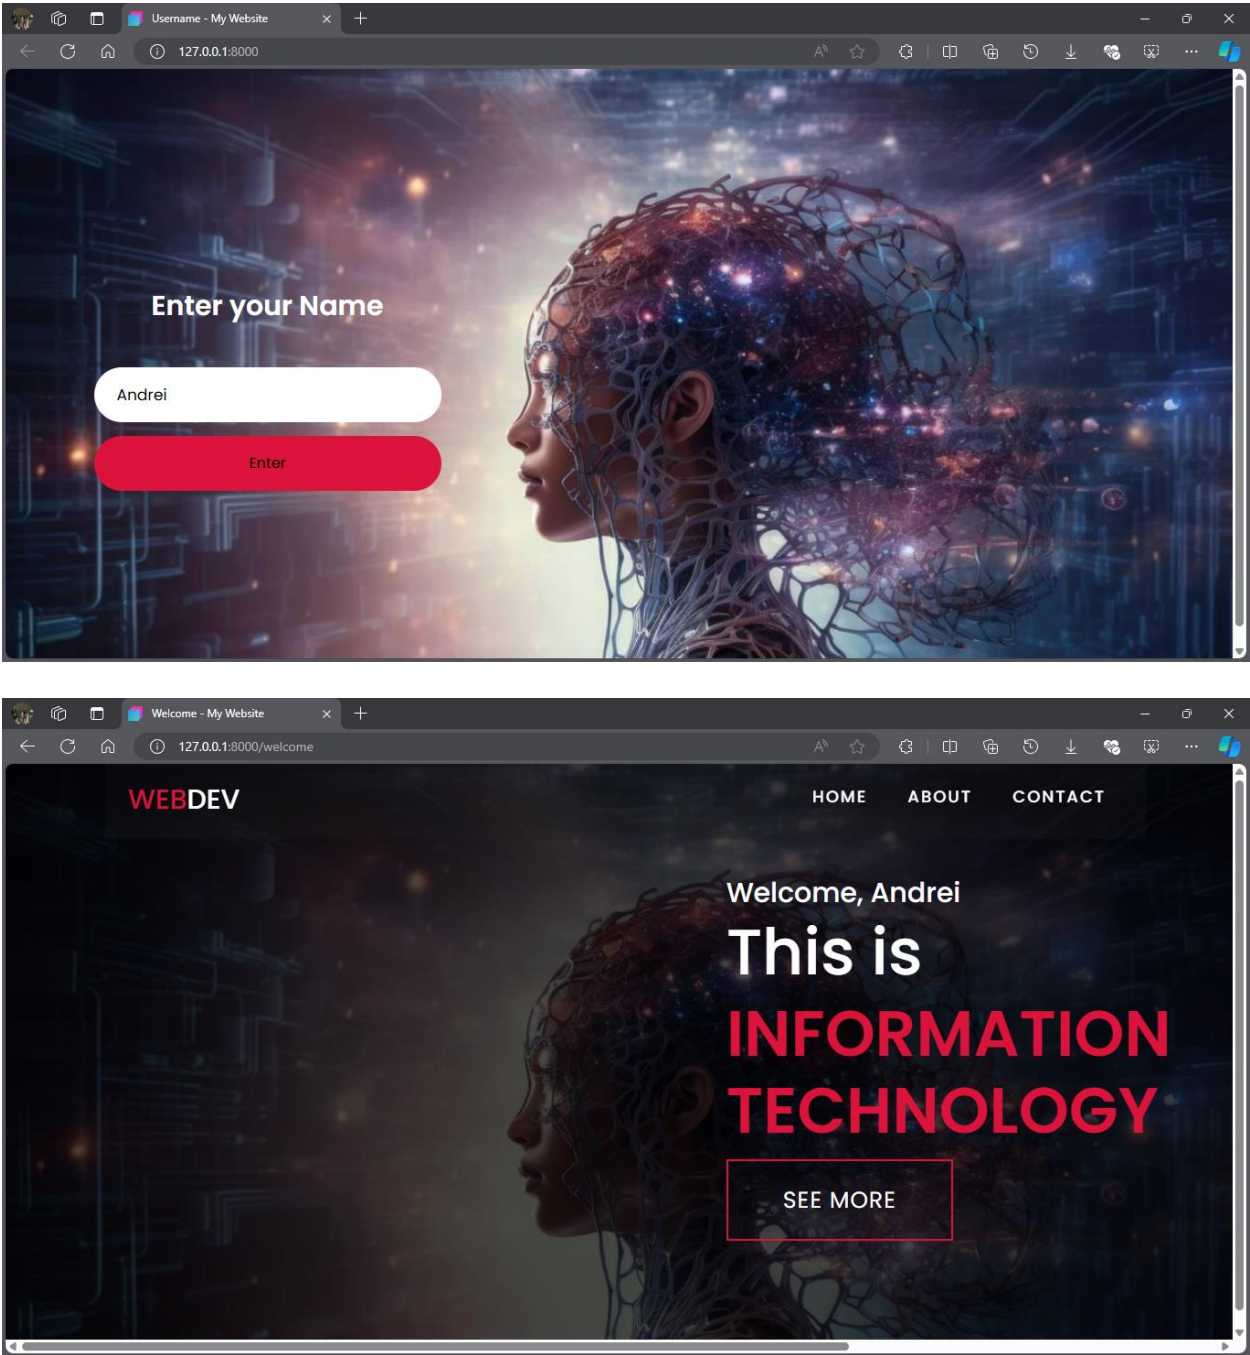 Username - My Website
127.0.0.1:8000
Enter your Name
Andrei
Enter
Welcome - My Website
127.0.0.1:8000/welcome
WEBDEV
HOME ABOUT CONTACT
Welcome, Andrei
This is
INFORMATION
TECHNOLOGY
SEE MORE